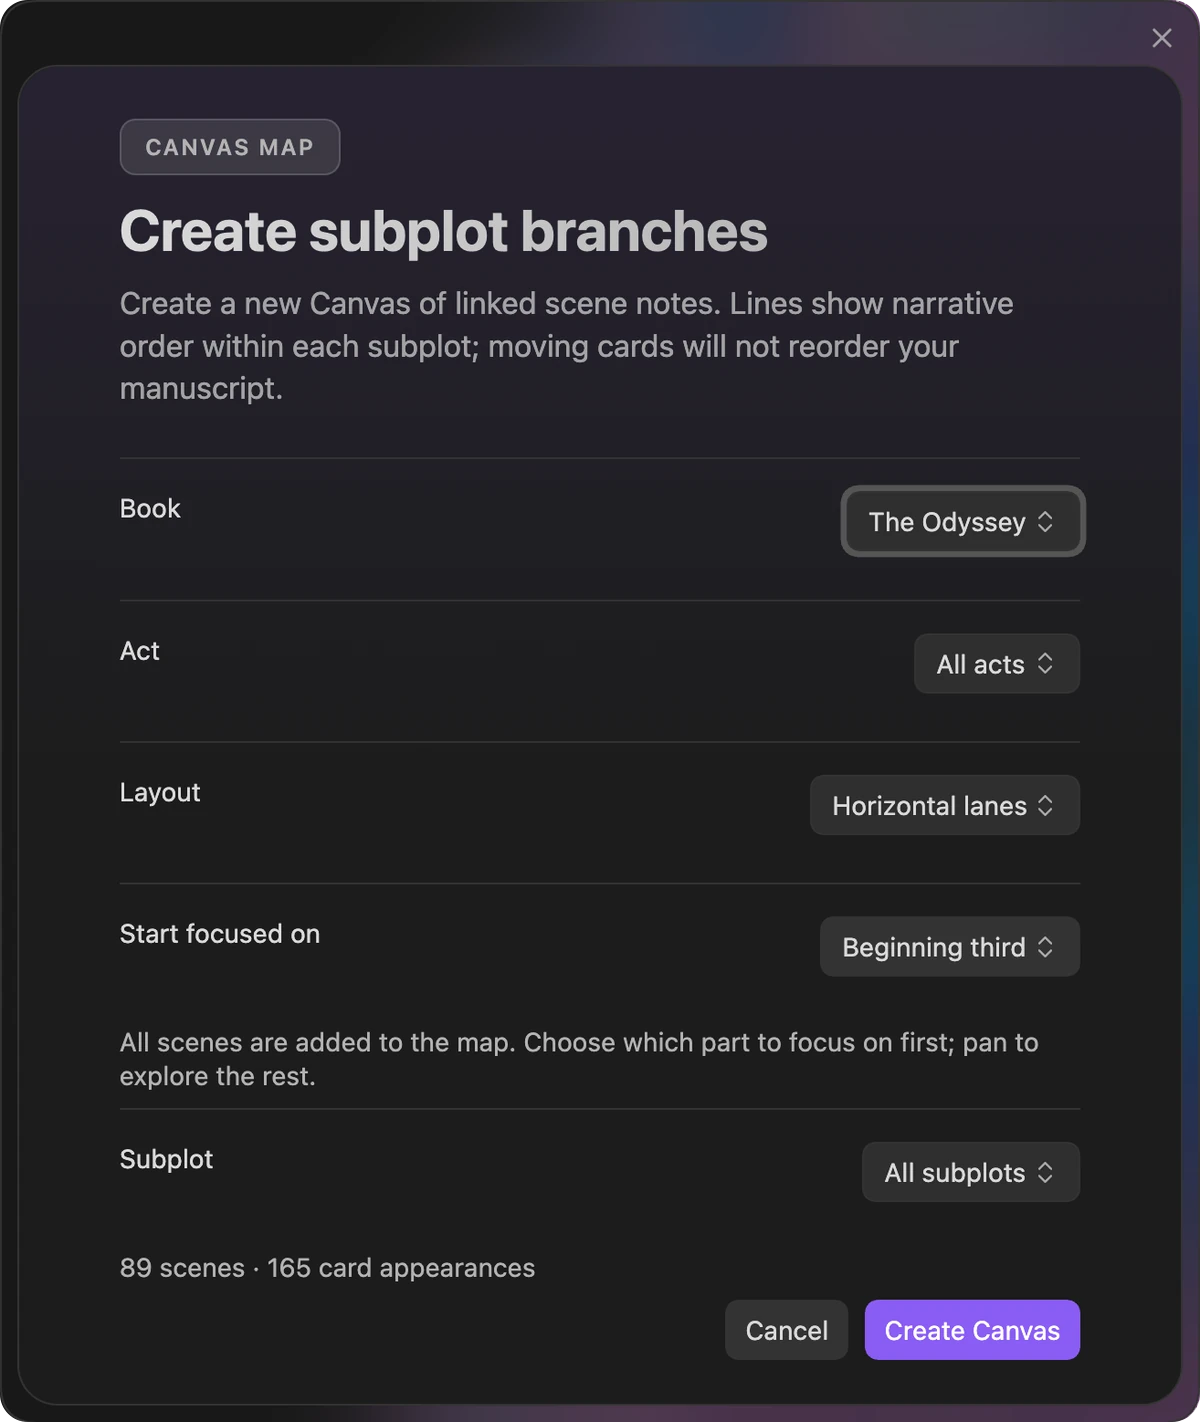 CANVAS MAP
Create subplot branches
Create a new Canvas of linked scene notes. Lines show narrative
order within each subplot; moving cards will not reorder your
manuscript.
Book
The Odyssey
Act
All acts
Layout
Horizontal lanes
Start focused on
Beginning third
All scenes are added to the map. Choose which part to focus on first; pan to
explore the rest.
Subplot
All subplots
89 scenes · 165 card appearances
Cancel
Create Canvas